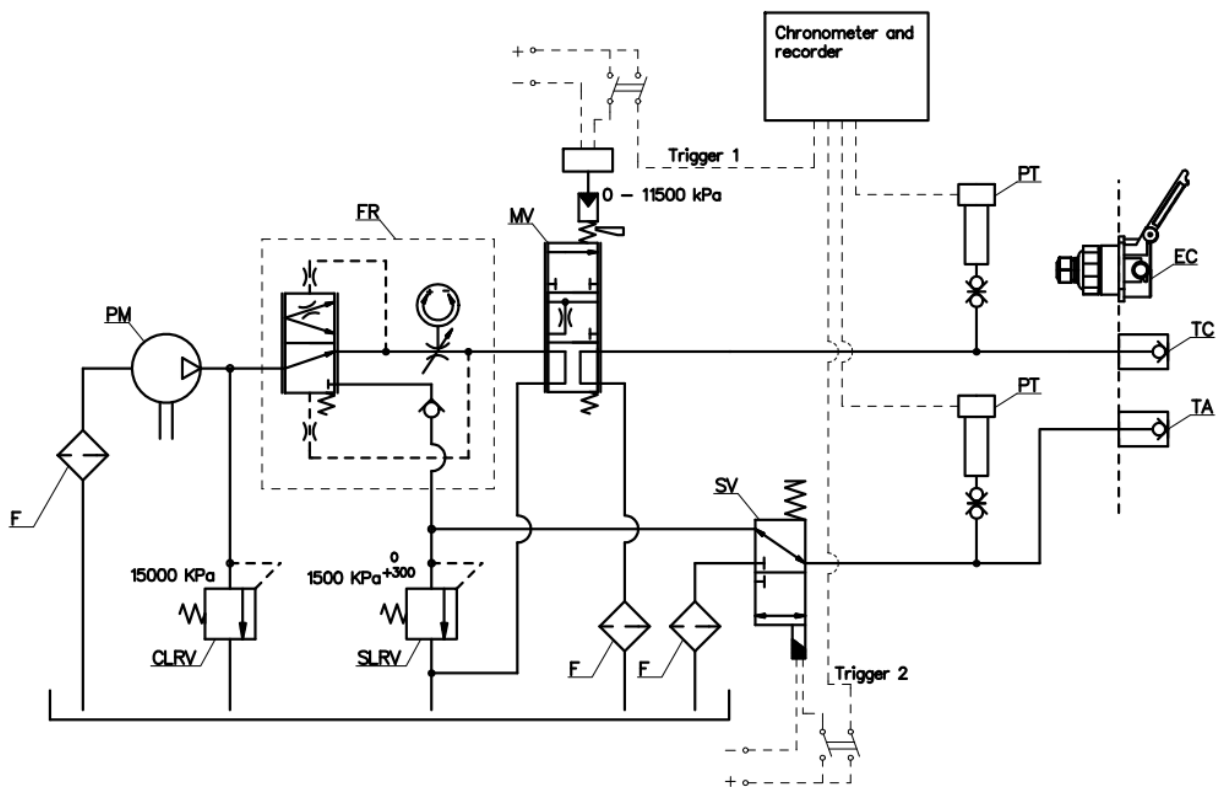 Chronometer and
recorder
+
−
Trigger 1
0 – 11500 kPa
PT
FR
MV
EC
PM
TC
PT
TA
F
SV
15000 KPa
1500 KPa 0
+300
CLRV
SLRV
F
F
Trigger 2
−
+